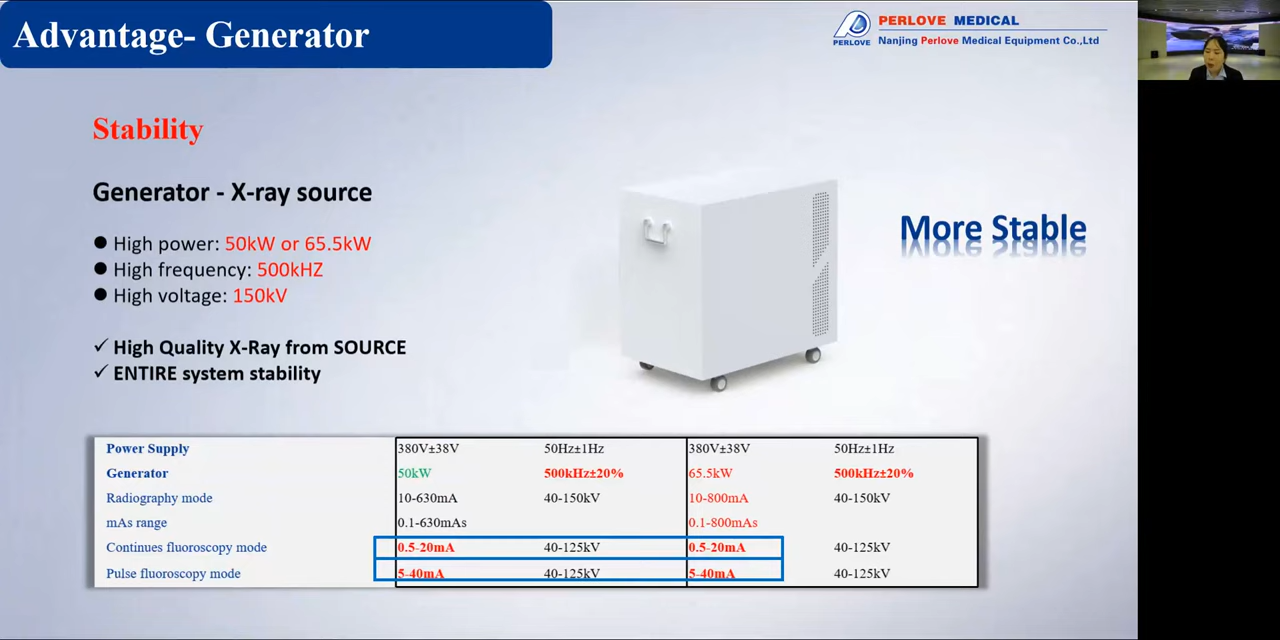 Advantage- Generator
PERLOVE
PERLOVE MEDICAL
Nanjing Perlove Medical Equipment Co.,Ltd
Stability
Generator - X-ray source
● High power: 50kW or 65.5kW
● High frequency: 500kHZ
● High voltage: 150kV
✓ High Quality X-Ray from SOURCE
✓ ENTIRE system stability
More Stable
Power Supply 380V±38V 50Hz±1Hz 380V±38V 50Hz±1Hz
Generator 50kW 500kHz±20% 65.5kW 500kHz±20%
Radiography mode 10-630mA 40-150kV 10-800mA 40-150kV
mAs range 0.1-630mAs 0.1-800mAs
Continues fluoroscopy mode 0.5-20mA 40-125kV 0.5-20mA 40-125kV
Pulse fluoroscopy mode 5-40mA 40-125kV 5-40mA 40-125kV